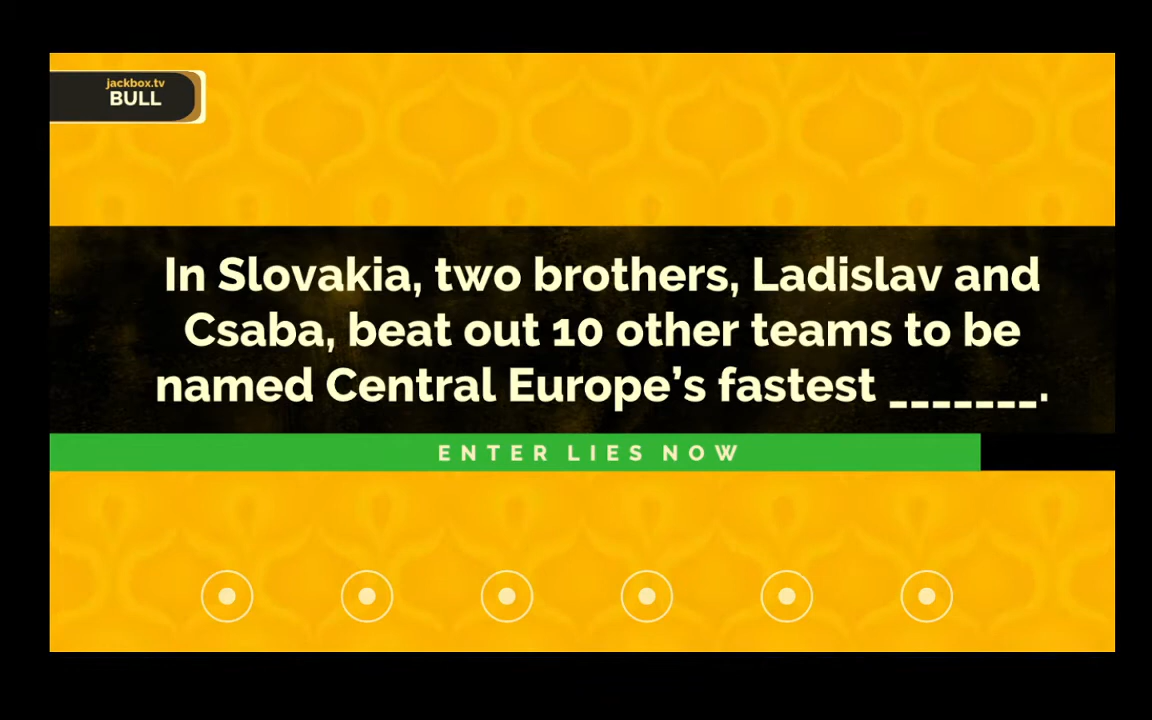 jackbox.tv
BULL
In Slovakia, two brothers, Ladislav and
Csaba, beat out 10 other teams to be
named Central Europe's fastest _______.
ENTER LIES NOW